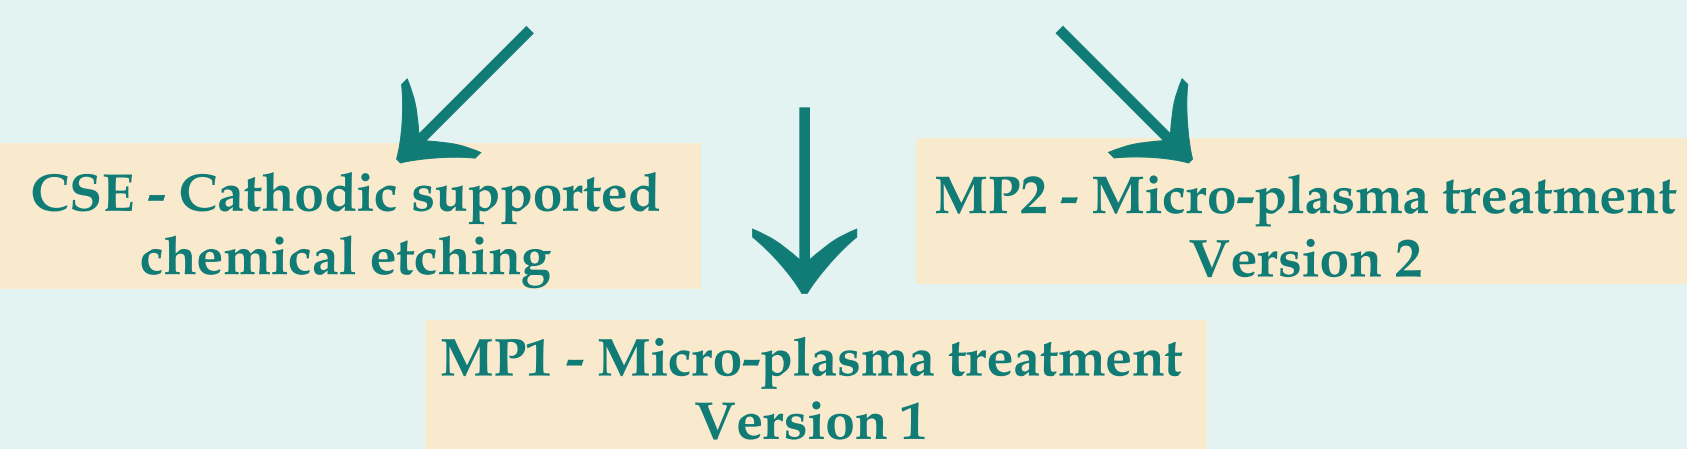 CSE - Cathodic supported
chemical etching
MP2 - Micro-plasma treatment
Version 2
MP1 - Micro-plasma treatment
Version 1